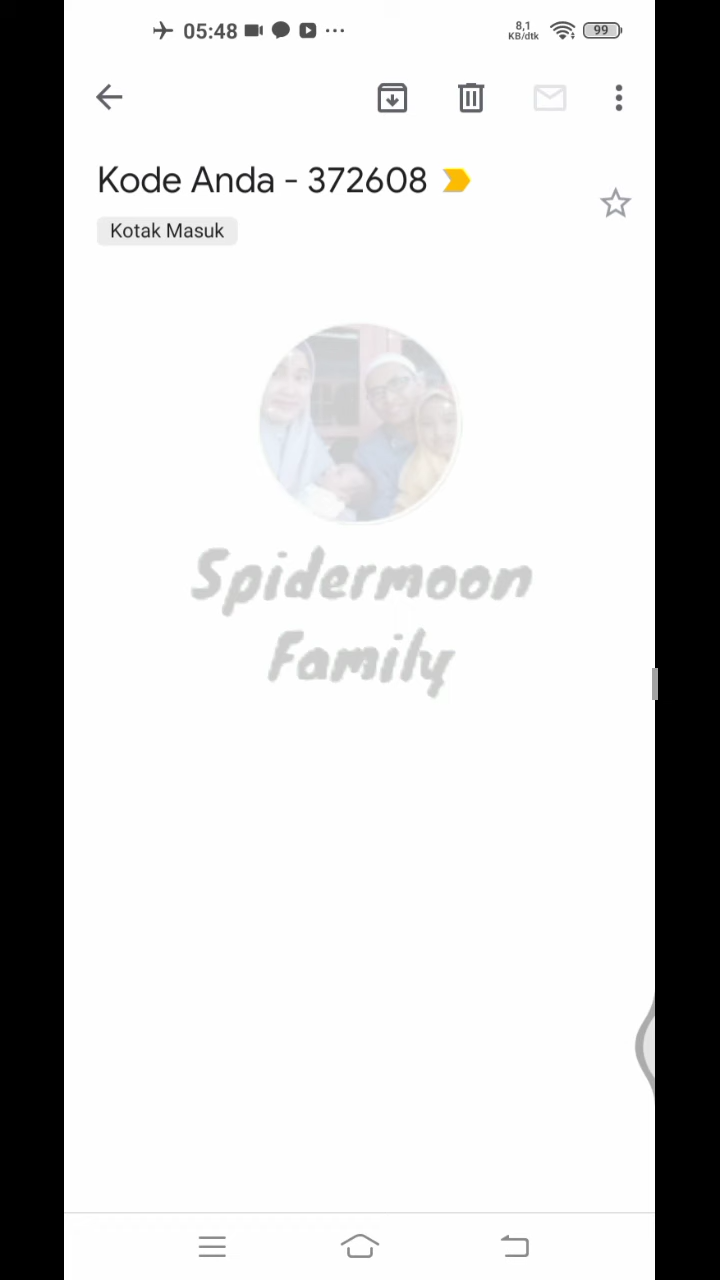 05:48
8,1
KB/dtk
99
Kode Anda - 372608
Kotak Masuk
Spidermoon
Family